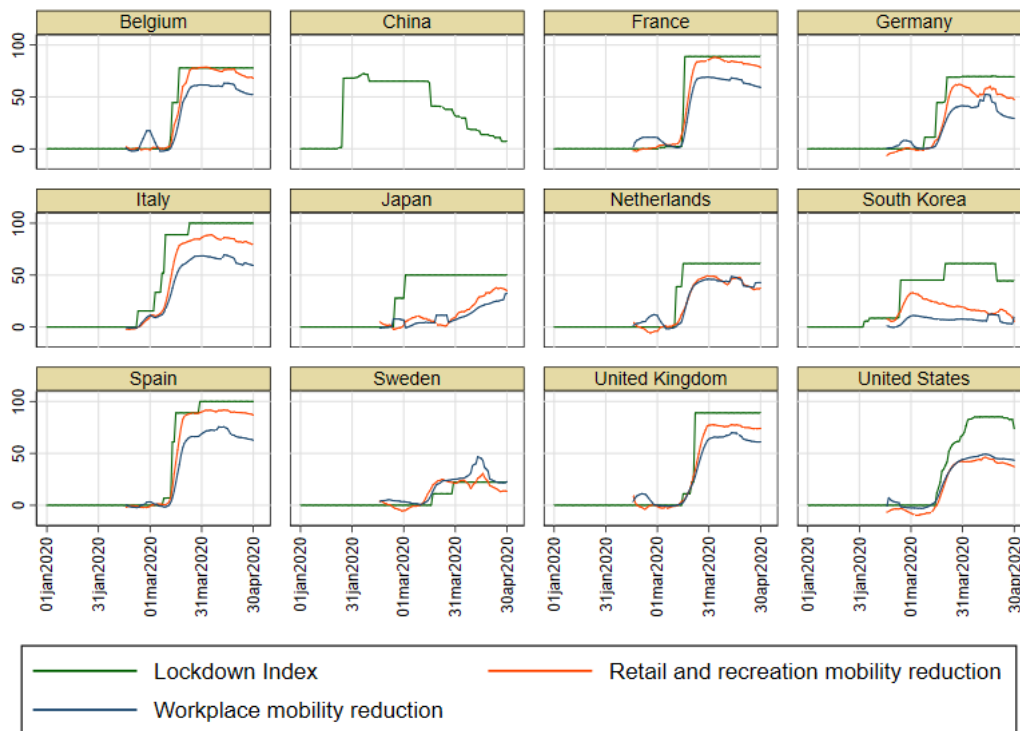 Belgium China France Germany
100
50
0
Italy Japan Netherlands South Korea
100
50
0
Spain Sweden United Kingdom United States
100
50
0
01jan2020 31jan2020 01mar2020 31mar2020 30apr2020 01jan2020 31jan2020 01mar2020 31mar2020 30apr2020 01jan2020 31jan2020 01mar2020 31mar2020 30apr2020 01jan2020 31jan2020 01mar2020 31mar2020 30apr2020
Lockdown Index Retail and recreation mobility reduction
Workplace mobility reduction